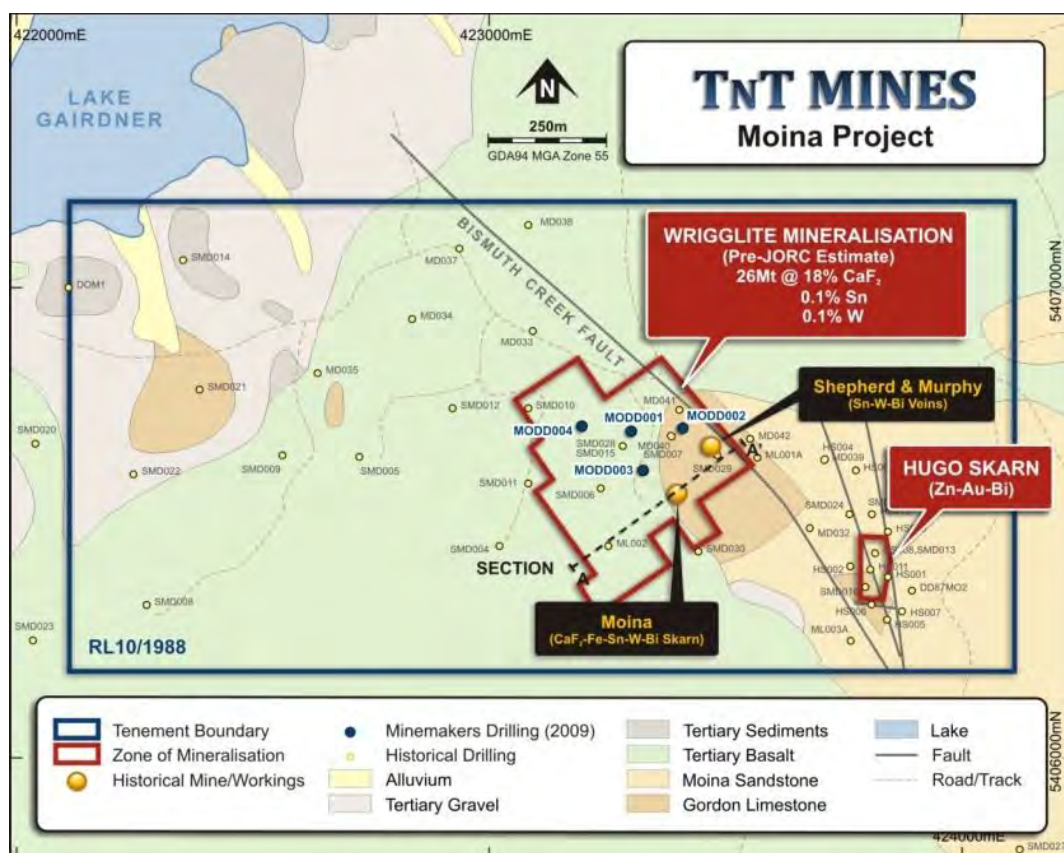 422000mE
423000mE
LAKE
GAIRDNER
N
250m
GDA94 MGA Zone 55
TNT MINES
Moina Project
BISMUTH CREEK FAULT
WRIGGLITE MINERALISATION
(Pre-JORC Estimate)
26Mt @ 18% CaF₂
0.1% Sn
0.1% W
5407000mN
MD038
MD037
SMD014
DOM1
MD034
MD033
MD035
SMD021
Shepherd & Murphy
(Sn-W-Bi Veins)
SMD012
SMD010
MD041
MODD001
MODD002
MODD004
SMD020
SMD028
SMD015
MD040
SMD007
MD042
A'
ML001A
SMD029
HS004
MD039
HUGO SKARN
(Zn-Au-Bi)
SMD009
SMD005
MODD003
SMD022
SMD011
SMD006
SMD024
MD032
SMD004
ML002
SMD030
SECTION
A
HS002
SMD013
HS001
DD87MO2
HS006
HS007
HS005
ML003A
SMD008
SMD023
Moina
(CaF₂-Fe-Sn-W-Bi Skarn)
RL10/1988
Tenement Boundary
Zone of Mineralisation
Historical Mine/Workings
Minemakers Drilling (2009)
Historical Drilling
Alluvium
Tertiary Gravel
Tertiary Sediments
Tertiary Basalt
Moina Sandstone
Gordon Limestone
Lake
Fault
Road/Track
5406000mN
424000mE